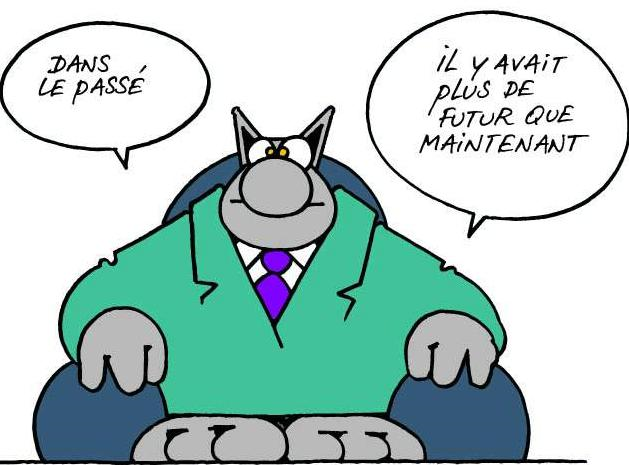 DANS
LE PASSÉ
IL Y AVAIT
PLUS DE
FUTUR QUE
MAINTENANT